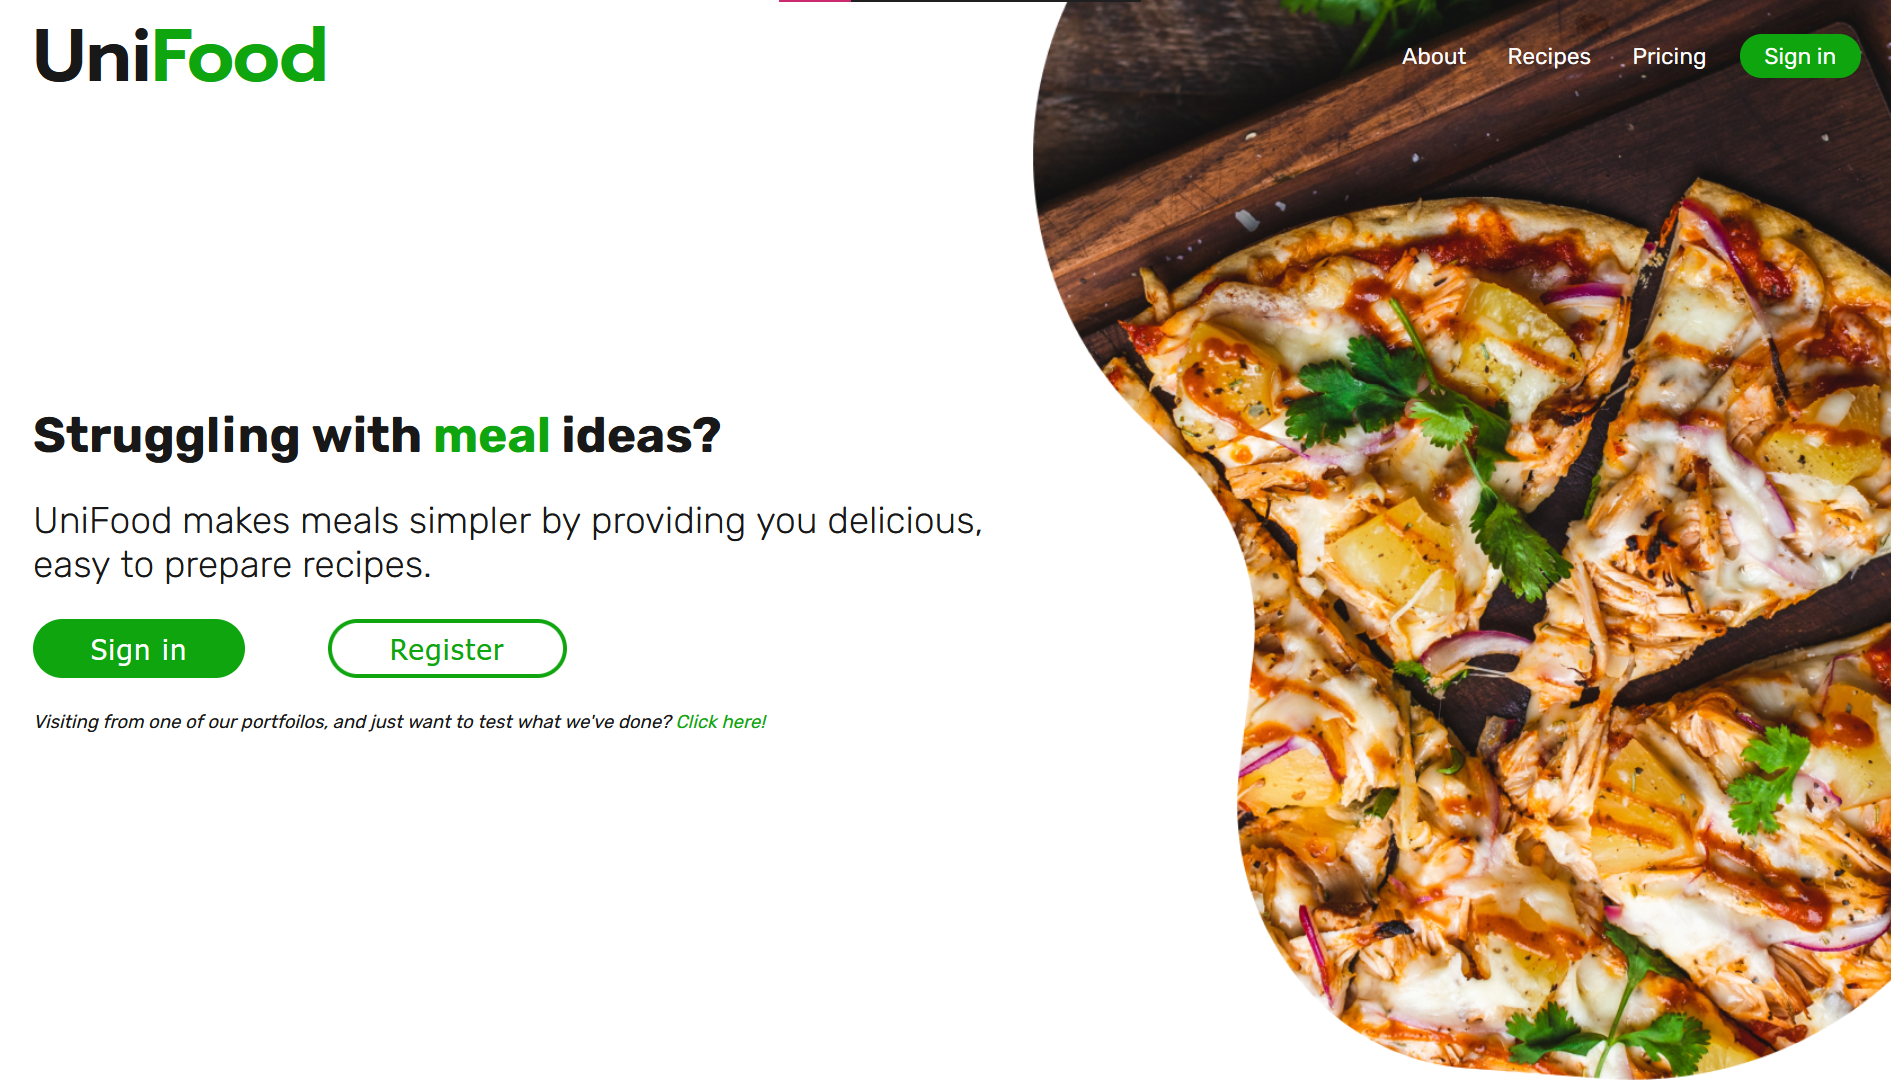 UniFood
About Recipes Pricing Sign in
Struggling with meal ideas?
UniFood makes meals simpler by providing you delicious,
easy to prepare recipes.
Sign in Register
Visiting from one of our portfoilos, and just want to test what we've done? Click here!